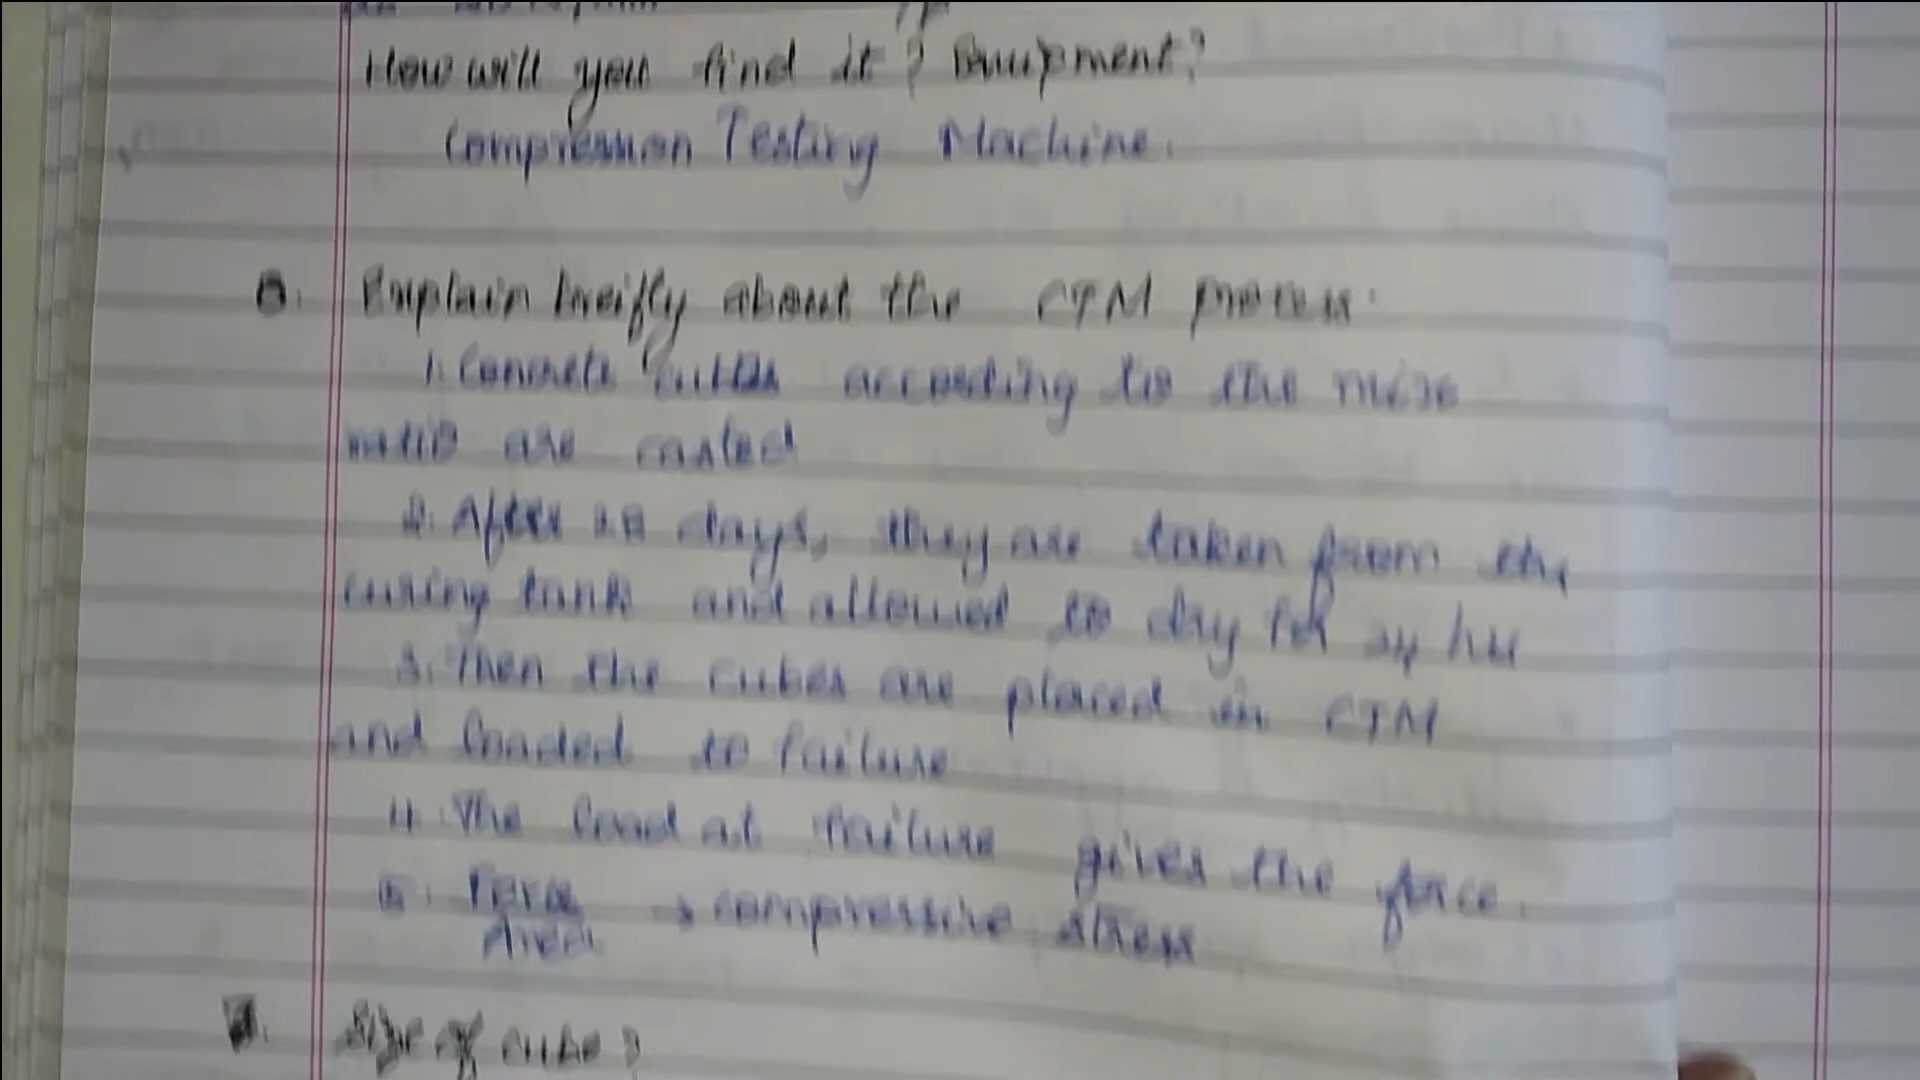 How will you find it? Equipment?
Compression Testing Machine.
Explain breifly about the CTM process.
1. Concrete cubes according to the mix
ratio are casted
2. After 28 days, they are taken from the
curing tank and allowed to dry for 24 hrs
3. Then the cubes are placed in CTM
and loaded to failure
4. The load at failure gives the force.
5. Force
Area → compressive stress
Size of cube?